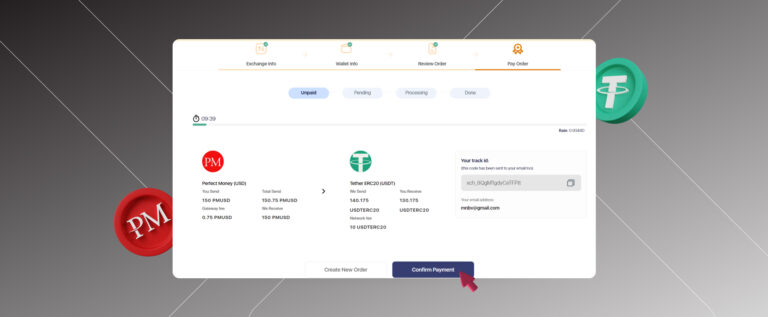 Exchange Info
Wallet Info
Review Order
Pay Order
Unpaid
Pending
Processing
Done
09:39
Rate:
PM
Perfect Money (USD)
You Send
Total Send
150 PMUSD
150.75 PMUSD
Gateway fee
We Receive
0.75 PMUSD
150 PMUSD
Tether ERC20 (USDT)
We Send
You Receive
140.175
130.175
USDTERC20
USDTERC20
Network fee
10 USDTERC20
Your track id:
(this code has been sent to your email too)
Your email address:
mnbv@gmail.com
PM
Create New Order
Confirm Payment